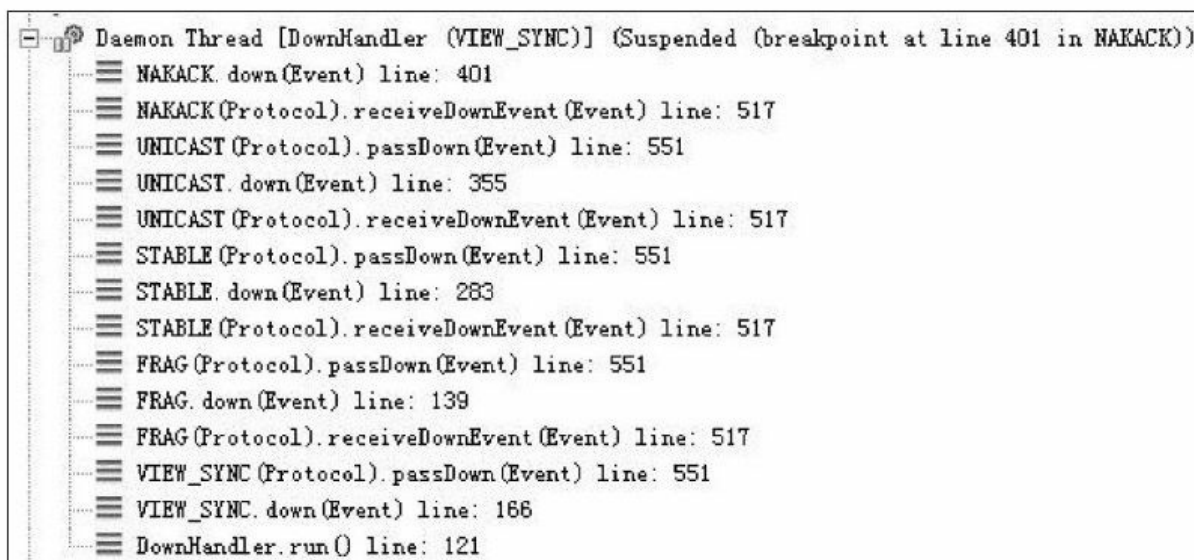 Daemon Thread [DownHandler (VIEW_SYNC)] (Suspended (breakpoint at line 401 in NAKACK))
NAKACK.down(Event) line: 401
NAKACK(Protocol).receiveDownEvent(Event) line: 517
UNICAST(Protocol).passDown(Event) line: 551
UNICAST.down(Event) line: 355
UNICAST(Protocol).receiveDownEvent(Event) line: 517
STABLE(Protocol).passDown(Event) line: 551
STABLE.down(Event) line: 283
STABLE(Protocol).receiveDownEvent(Event) line: 517
FRAG(Protocol).passDown(Event) line: 551
FRAG.down(Event) line: 139
FRAG(Protocol).receiveDownEvent(Event) line: 517
VIEW_SYNC(Protocol).passDown(Event) line: 551
VIEW_SYNC.down(Event) line: 166
DownHandler.run() line: 121